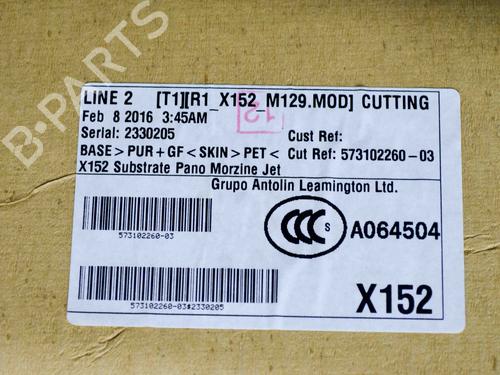 B-PARTS
LINE 2 [T1][R1_X152_M129.MOD] CUTTING
Feb 8 2016 3:45AM
12
Serial: 2330205 Cust Ref:
BASE>PUR+GF<SKIN>PET< Cut Ref: 573102260-03
X152 Substrate Pano Morzine Jet
Grupo Antolin Leamington Ltd.
573102260-03
CCC S A064504
573102260-03#2330205
X152